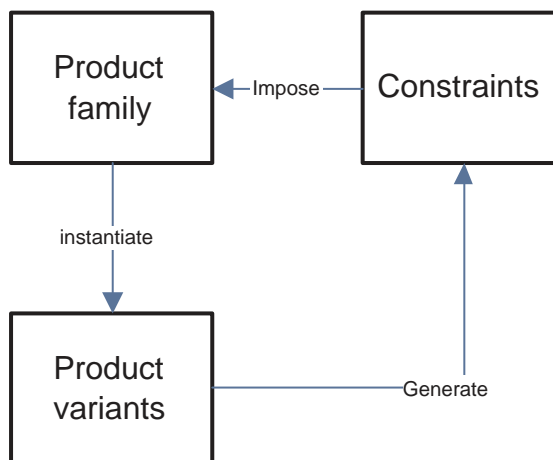 Product
family
Impose
Constraints
instantiate
Product
variants
Generate